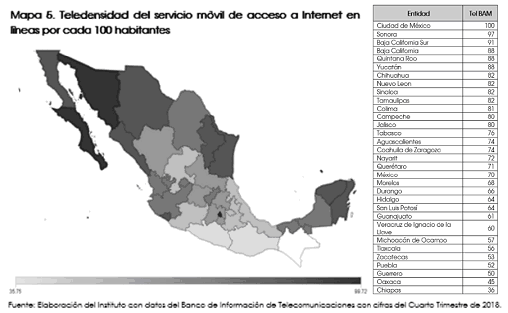 Mapa 5. Teledensidad del servicio móvil de acceso a Internet en
líneas por cada 100 habitantes
Entidad Tel BAM
Ciudad de México 100
Sonora 97
Baja California Sur 91
Baja California 88
Quintana Roo 88
Yucatán 88
Chihuahua 82
Nuevo Leon 82
Sinaloa 82
Tamaulipas 82
Colima 81
Campeche 80
Jalisco 80
Tabasco 76
Aguascalientes 74
Coahuila de Zaragoza 74
Nayarit 72
Querétaro 71
México 70
Morelos 68
Durango 66
Hidalgo 64
San Luis Potosí 64
Guanajuato 61
Veracruz de Ignacio de la
Llave 60
Michoacán de Ocampo 57
Tlaxcala 56
Zacatecas 53
Puebla 52
Guerrero 50
Oaxaca 45
Chiapas 36
Fuente: Elaboración del Instituto con datos del Banco de Información de Telecomunicaciones con cifras del Cuarto Trimestre de 2018.